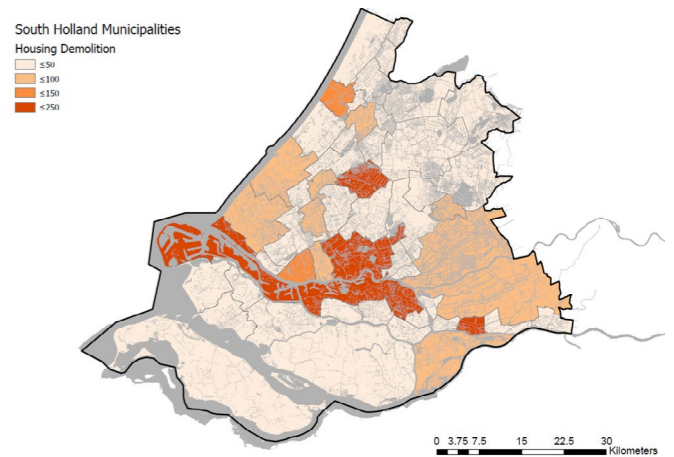 South Holland Municipalities
Housing Demolition
≤50
≤100
≤150
<250
0 3.75 7.5 15 22.5 30
Kilometers